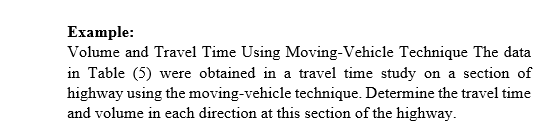 Example:
Volume and Travel Time Using Moving-Vehicle Technique The data
in Table (5) were obtained in a travel time study on a section of
highway using the moving-vehicle technique. Determine the travel time
and volume in each direction at this section of the highway.